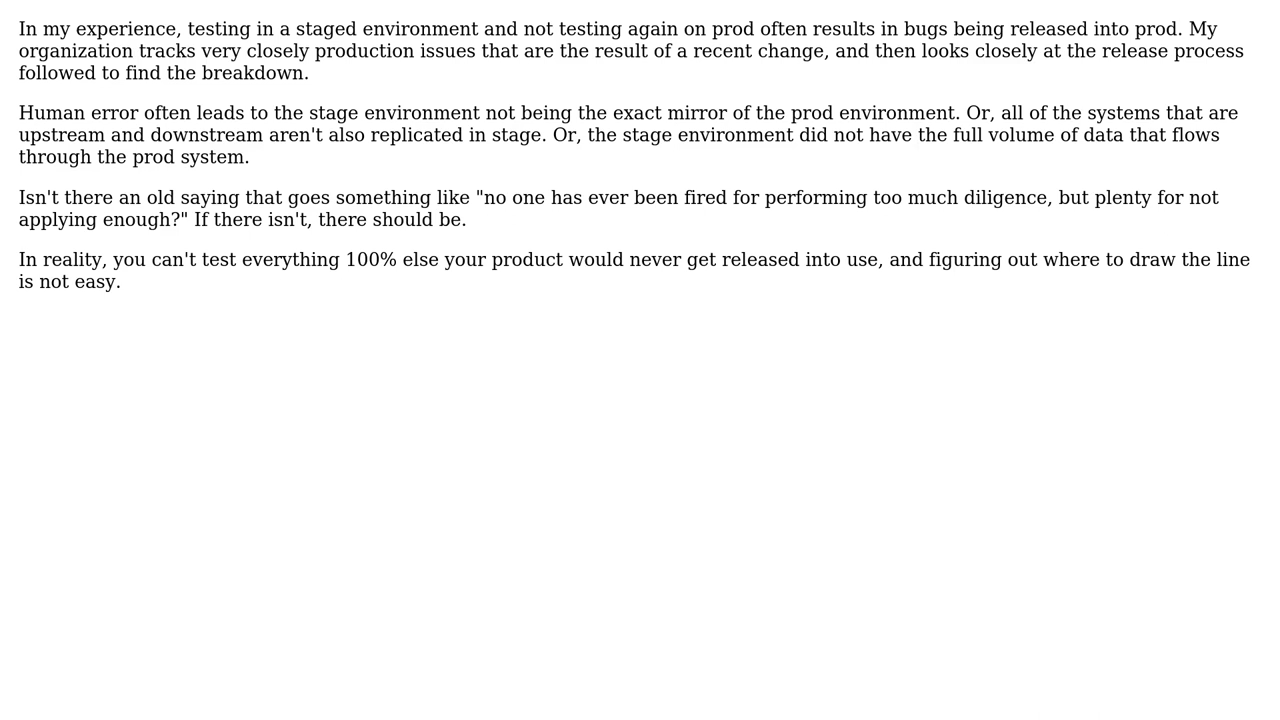 In my experience, testing in a staged environment and not testing again on prod often results in bugs being released into prod. My
organization tracks very closely production issues that are the result of a recent change, and then looks closely at the release process
followed to find the breakdown.
Human error often leads to the stage environment not being the exact mirror of the prod environment. Or, all of the systems that are
upstream and downstream aren't also replicated in stage. Or, the stage environment did not have the full volume of data that flows
through the prod system.
Isn't there an old saying that goes something like "no one has ever been fired for performing too much diligence, but plenty for not
applying enough?" If there isn't, there should be.
In reality, you can't test everything 100% else your product would never get released into use, and figuring out where to draw the line
is not easy.